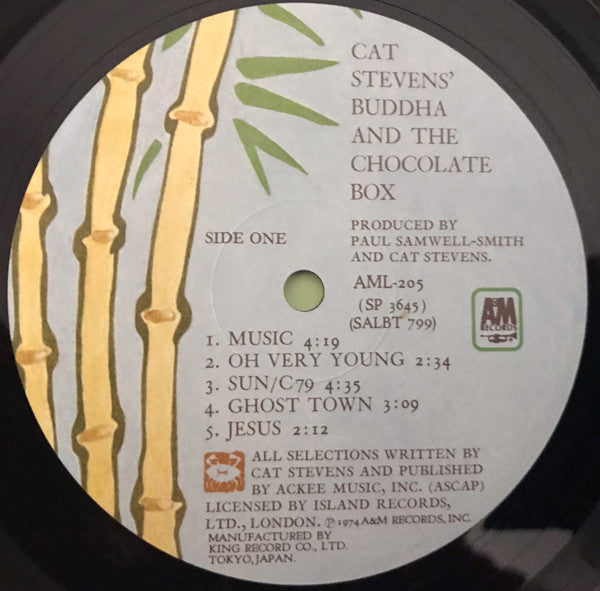 CAT
STEVENS'
BUDDHA
AND THE
CHOCOLATE
BOX
PRODUCED BY
PAUL SAMWELL-SMITH
AND CAT STEVENS.
SIDE ONE
AML-205
(SP 3645)
(SALBT 799)
A&M
RECORDS
1. MUSIC 4:19
2. OH VERY YOUNG 2:34
3. SUN/C79 4:35
4. GHOST TOWN 3:09
5. JESUS 2:12
ALL SELECTIONS WRITTEN BY
CAT STEVENS AND PUBLISHED
BY ACKEE MUSIC, INC. (ASCAP)
LICENSED BY ISLAND RECORDS,
LTD., LONDON. ℗ 1974 A&M RECORDS, INC.
MANUFACTURED BY
KING RECORD CO., LTD.
TOKYO, JAPAN.